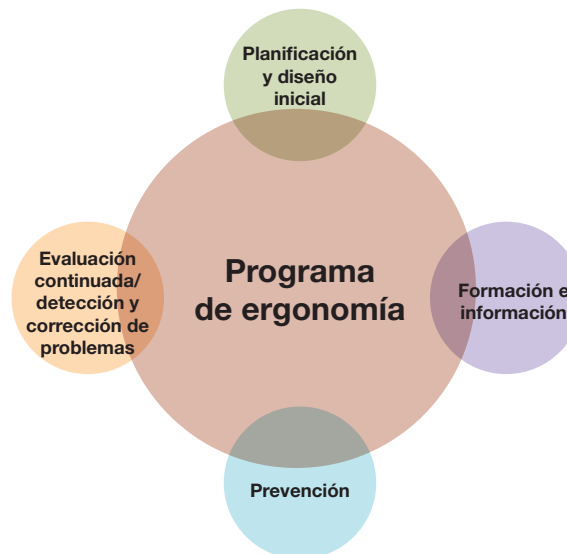 Planificación
y diseño
inicial
Evaluación
continuada/
detección y
corrección de
problemas
Programa
de ergonomía
Formación e
información
Prevención